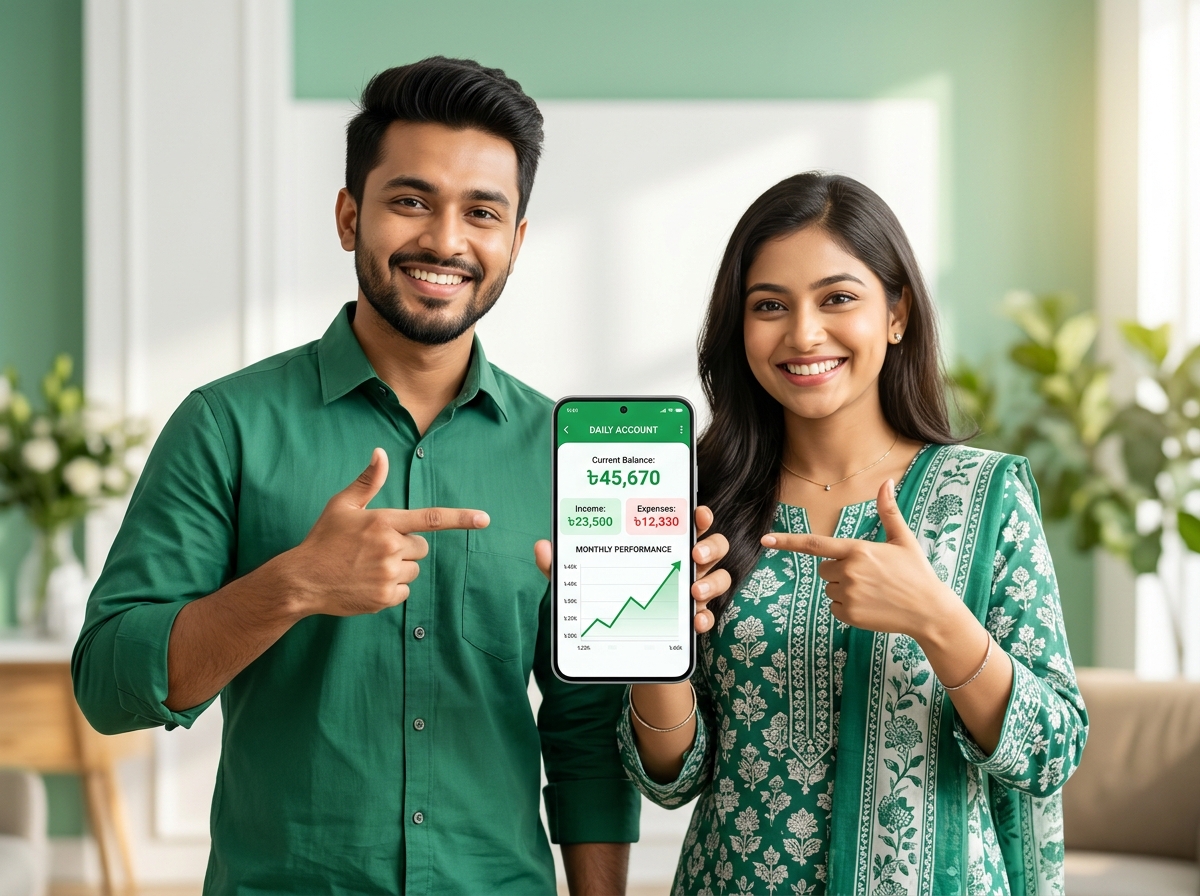 DAILY ACCOUNT
Current Balance:
৳45,670
Income:
৳23,500
Expenses:
৳12,330
MONTHLY PERFORMANCE